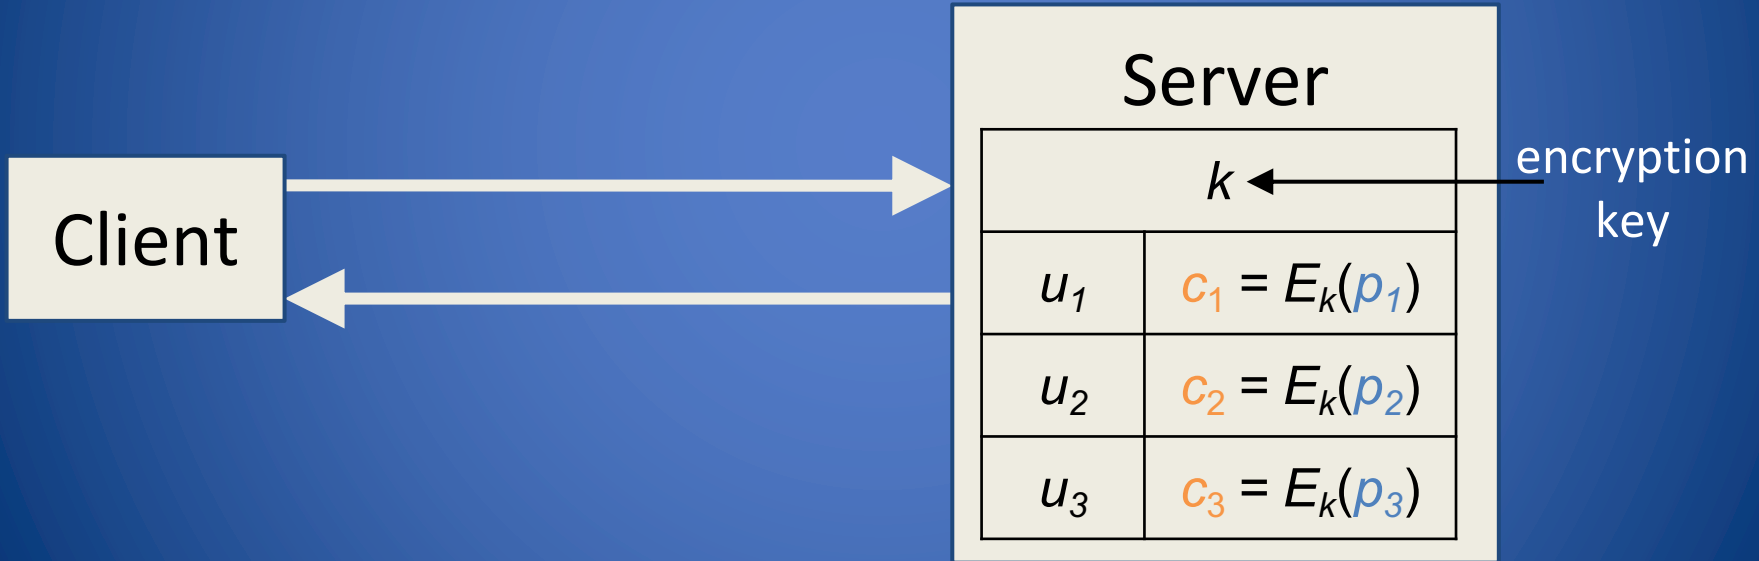 Server
Client
k
encryption
key
u₁ c₁ = Eₖ(p₁)
u₂ c₂ = Eₖ(p₂)
u₃ c₃ = Eₖ(p₃)